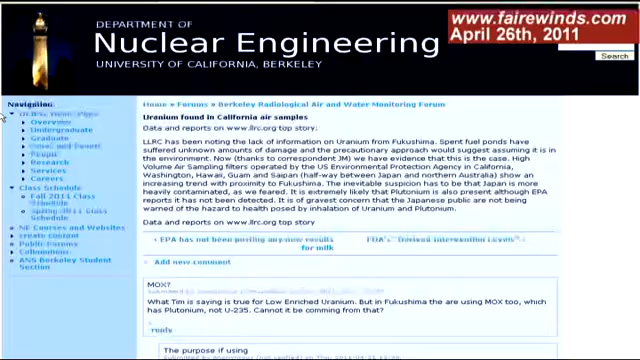 DEPARTMENT OF
Nuclear Engineering
UNIVERSITY OF CALIFORNIA, BERKELEY
www.fairewinds.com
April 26th, 2011
Search
Navigation
Overview
Undergraduate
Graduate
People
Research
Services
Careers
Class Schedule
Fall 2011 Class
Schedule
Spring 2011 Class
Schedule
NE Courses and Websites
create content
Public Forums
ANS Berkeley Student
Section
Home » Forums » Berkeley Radiological Air and Water Monitoring Forum
Uranium found in California air samples
Data and reports on www.llrc.org top story:
LLRC has been noting the lack of information on Uranium from Fukushima. Spent fuel ponds have
suffered unknown amounts of damage and the precautionary approach would suggest assuming it is in
the environment. Now (thanks to correspondent JM) we have evidence that this is the case. High
Volume Air Sampling filters operated by the US Environmental Protection Agency in California,
Washington, Hawaii, Guam and Saipan (half-way between Japan and northern Australia) show an
increasing trend with proximity to Fukushima. The inevitable suspicion has to be that Japan is more
heavily contaminated, as we feared. It is extremely likely that Plutonium is also present although EPA
reports it has not been detected. It is of gravest concern that the Japanese public are not being
warned of the hazard to health posed by inhalation of Uranium and Plutonium.
Data and reports on www.llrc.org top story
‹ EPA has not been posting any new results
for milk
FDA's "Derived Intervention Levels" ›
Add new comment
MOX?
What Tim is saying is true for Low Enriched Uranium. But in Fukushima the are using MOX too, which has
Plutonium, not U-235. Cannot it be comming from that?
reply
The purpose if using